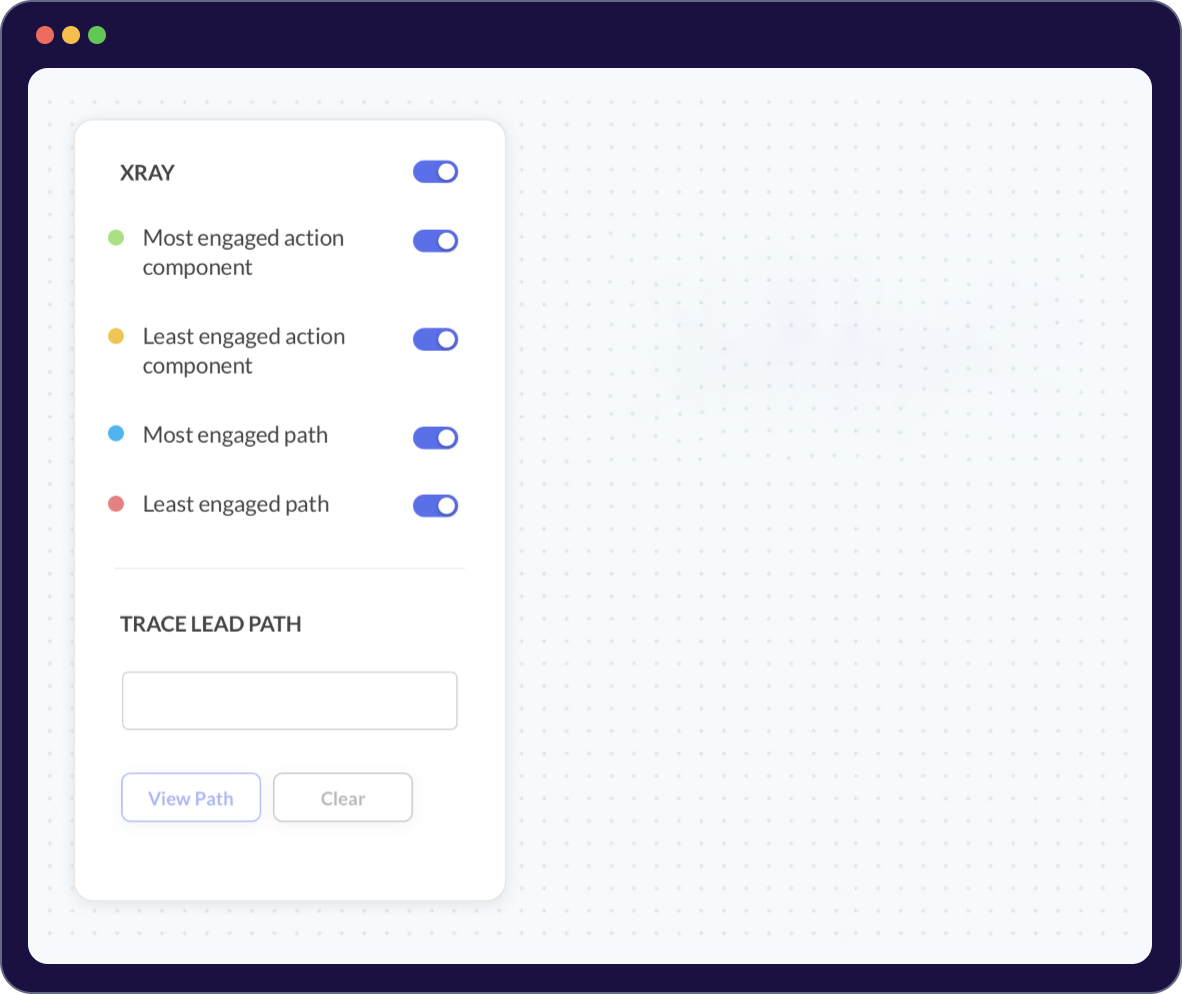 XRAY
Most engaged action
component
Least engaged action
component
Most engaged path
Least engaged path
TRACE LEAD PATH
View Path
Clear